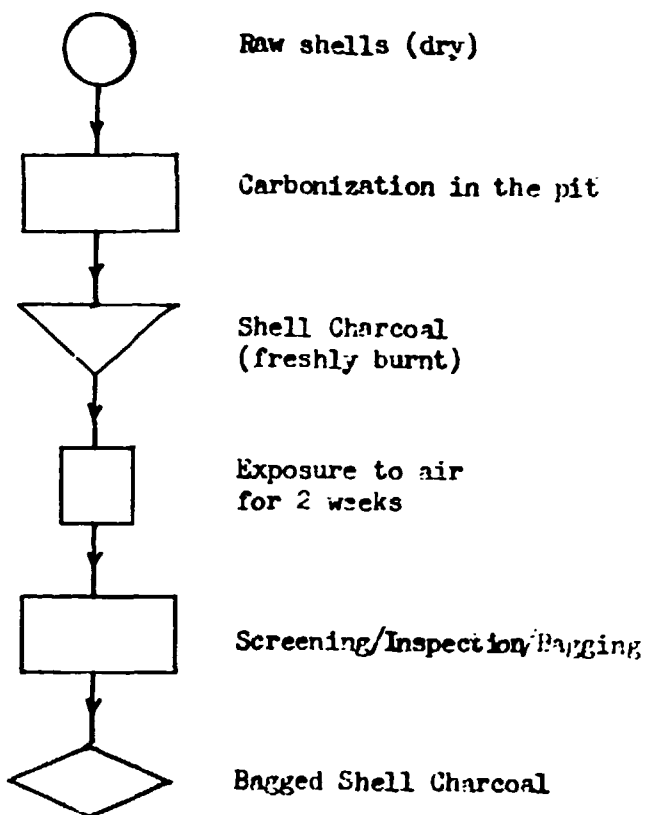 Raw shells (dry)
Carbonization in the pit
Shell Charcoal
(freshly burnt)
Exposure to air
for 2 weeks
Screening/Inspection/Bagging
Bagged Shell Charcoal